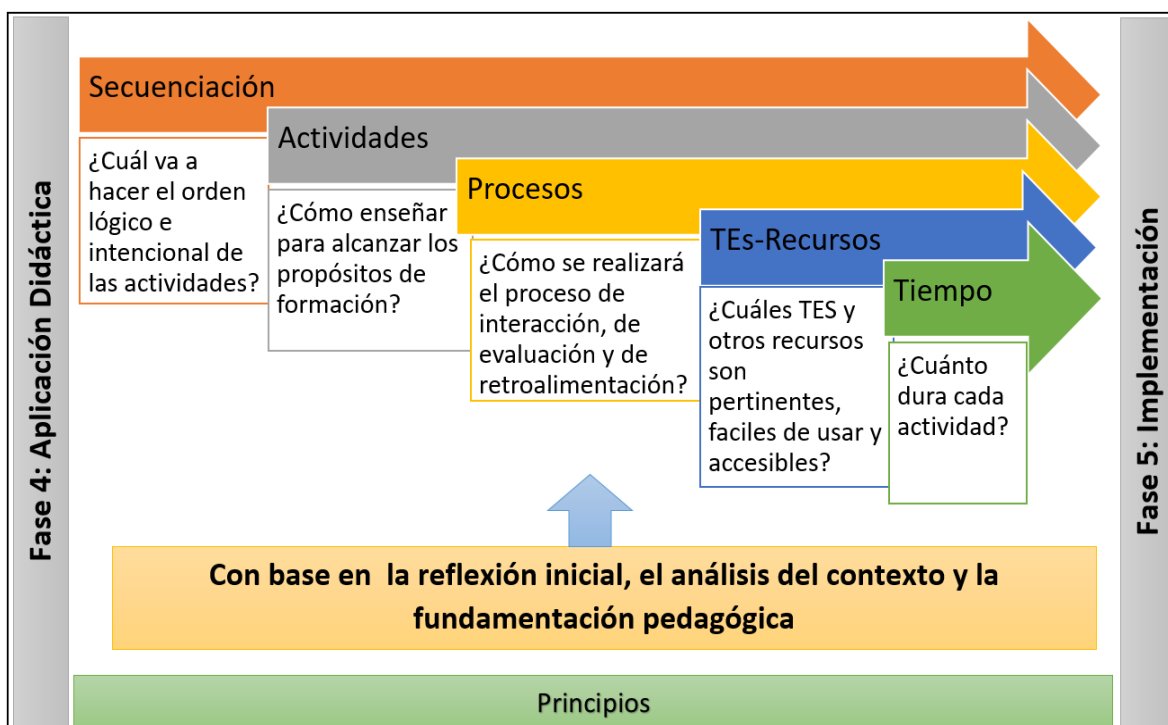 Fase 4: Aplicación Didáctica
Secuenciación
¿Cuál va a
hacer el orden
lógico e
intencional de
las actividades?
Actividades
¿Cómo enseñar
para alcanzar los
propósitos de
formación?
Procesos
¿Cómo se realizará
el proceso de
interacción, de
evaluación y de
retroalimentación?
TEs-Recursos
¿Cuáles TES y
otros recursos
son
pertinentes,
faciles de usar y
accesibles?
Tiempo
¿Cuánto
dura cada
actividad?
Con base en la reflexión inicial, el análisis del contexto y la
fundamentación pedagógica
Principios
Fase 5: Implementación